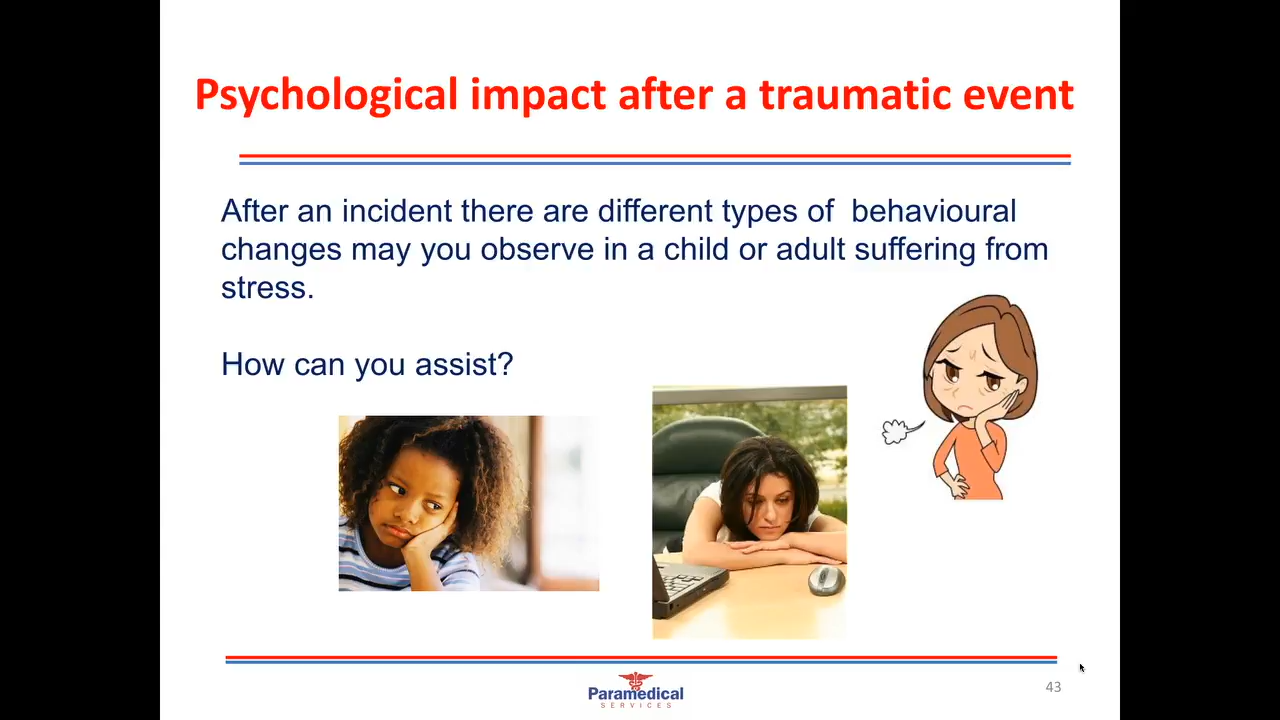 Psychological impact after a traumatic event
After an incident there are different types of  behavioural
changes may you observe in a child or adult suffering from
stress.
How can you assist?
Paramedical
SERVICES
43